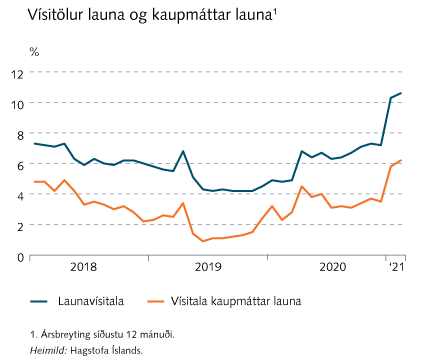 Vísitölur launa og kaupmáttar launa¹
%
12
10
8
6
4
2
0
2018 2019 2020 '21
Launavísitala Vísitala kaupmáttar launa
1. Ársbreyting síðustu 12 mánuði.
Heimild: Hagstofa Íslands.